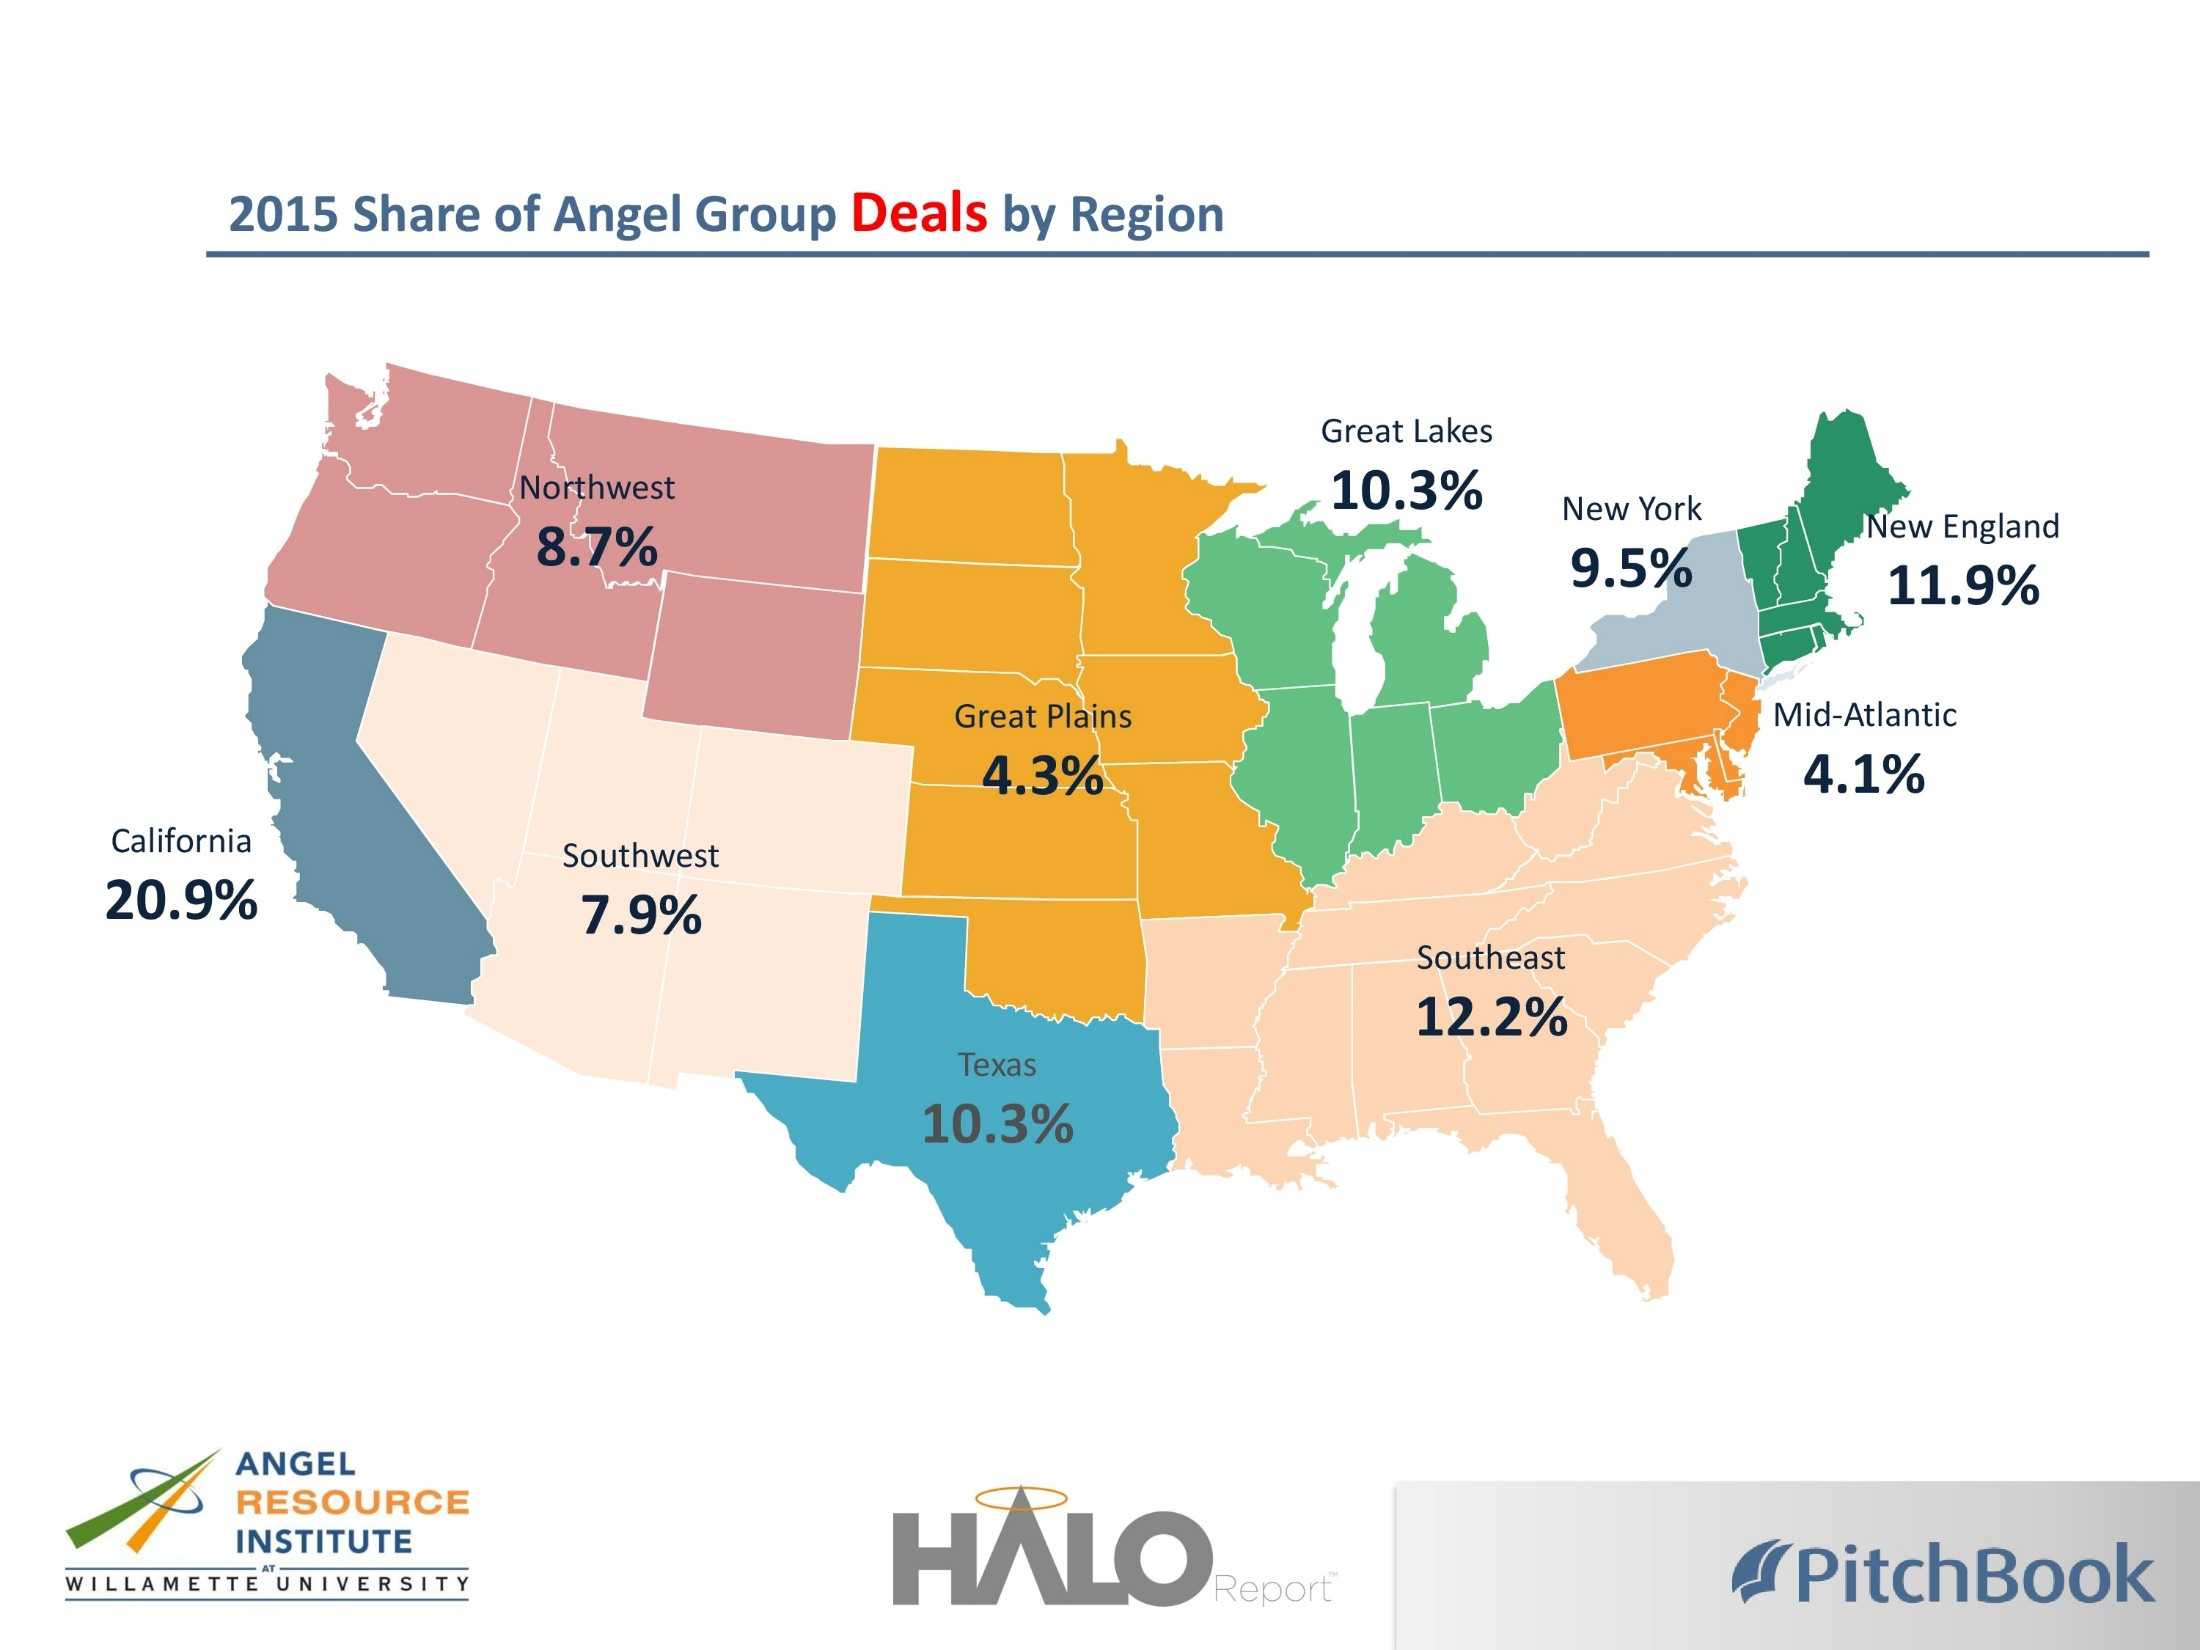 2015 Share of Angel Group Deals by Region
Great Lakes
10.3%
Northwest
8.7%
New York
9.5%
New England
11.9%
Great Plains
4.3%
Mid-Atlantic
4.1%
California
20.9%
Southwest
7.9%
Southeast
12.2%
Texas
10.3%
ANGEL
RESOURCE
INSTITUTE
AT
WILLAMETTE UNIVERSITY
HALO Report™
PitchBook